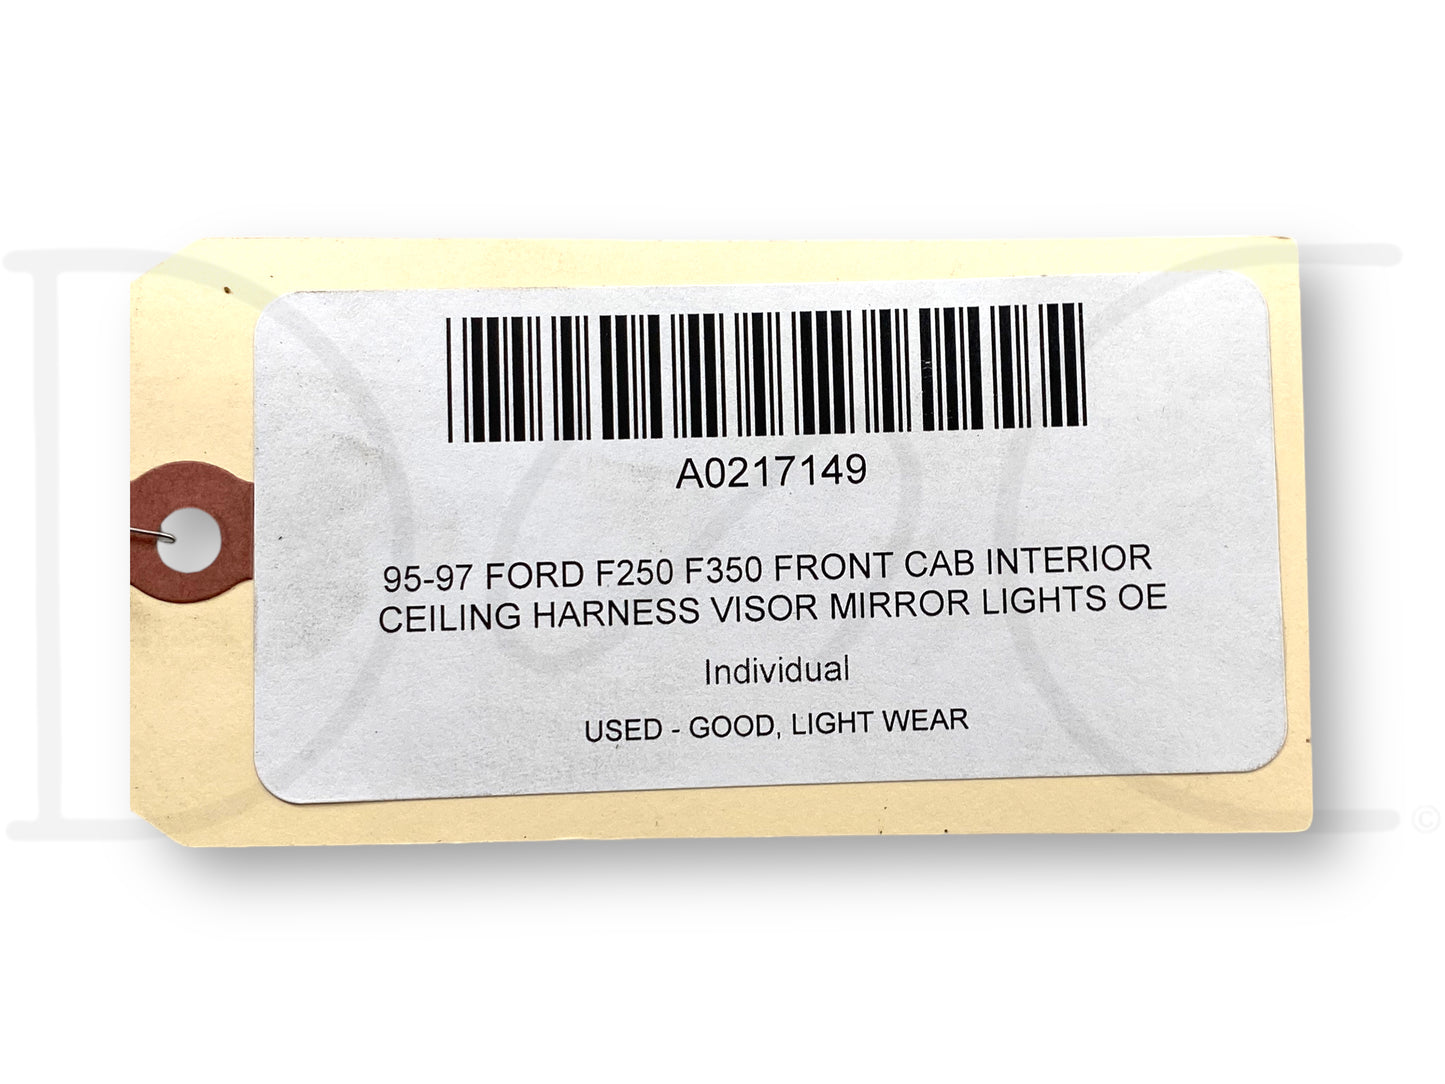 A0217149
95-97 FORD F250 F350 FRONT CAB INTERIOR
CEILING HARNESS VISOR MIRROR LIGHTS OE
Individual
USED - GOOD, LIGHT WEAR
©